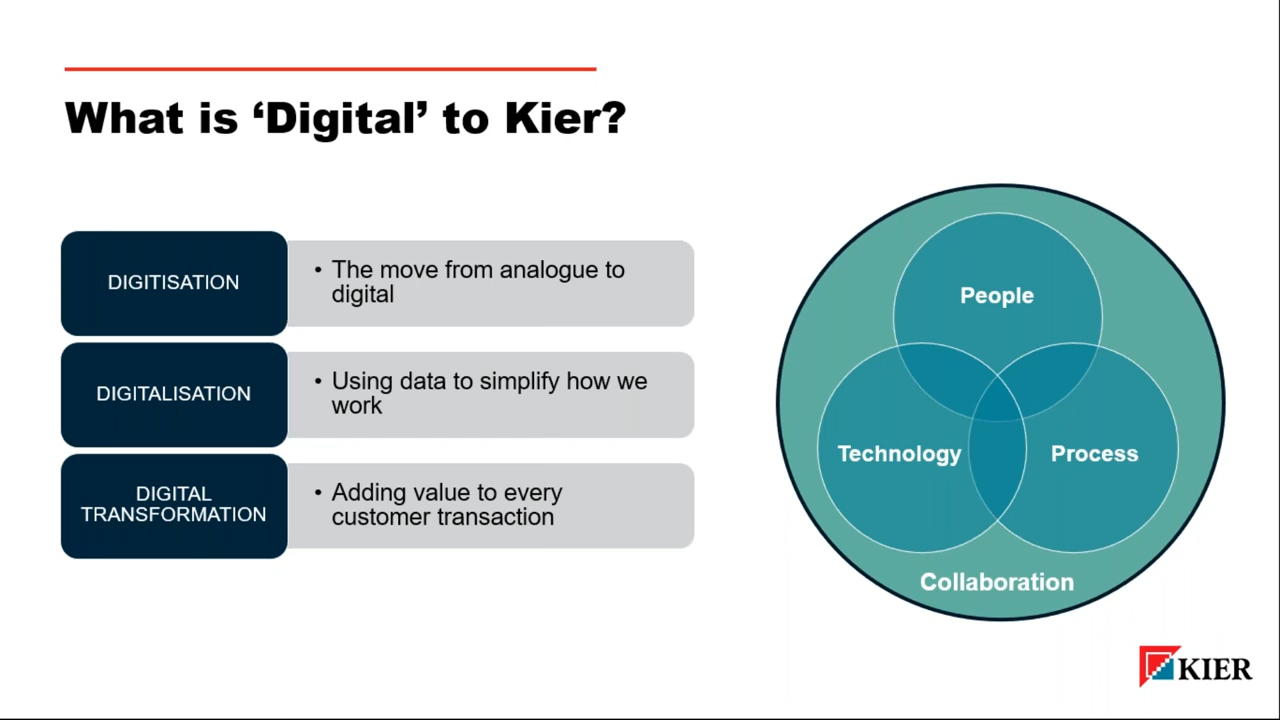 What is ‘Digital’ to Kier?
DIGITISATION
• The move from analogue to
digital
DIGITALISATION
• Using data to simplify how we
work
DIGITAL
TRANSFORMATION
• Adding value to every
customer transaction
People
Technology
Process
Collaboration
KIER